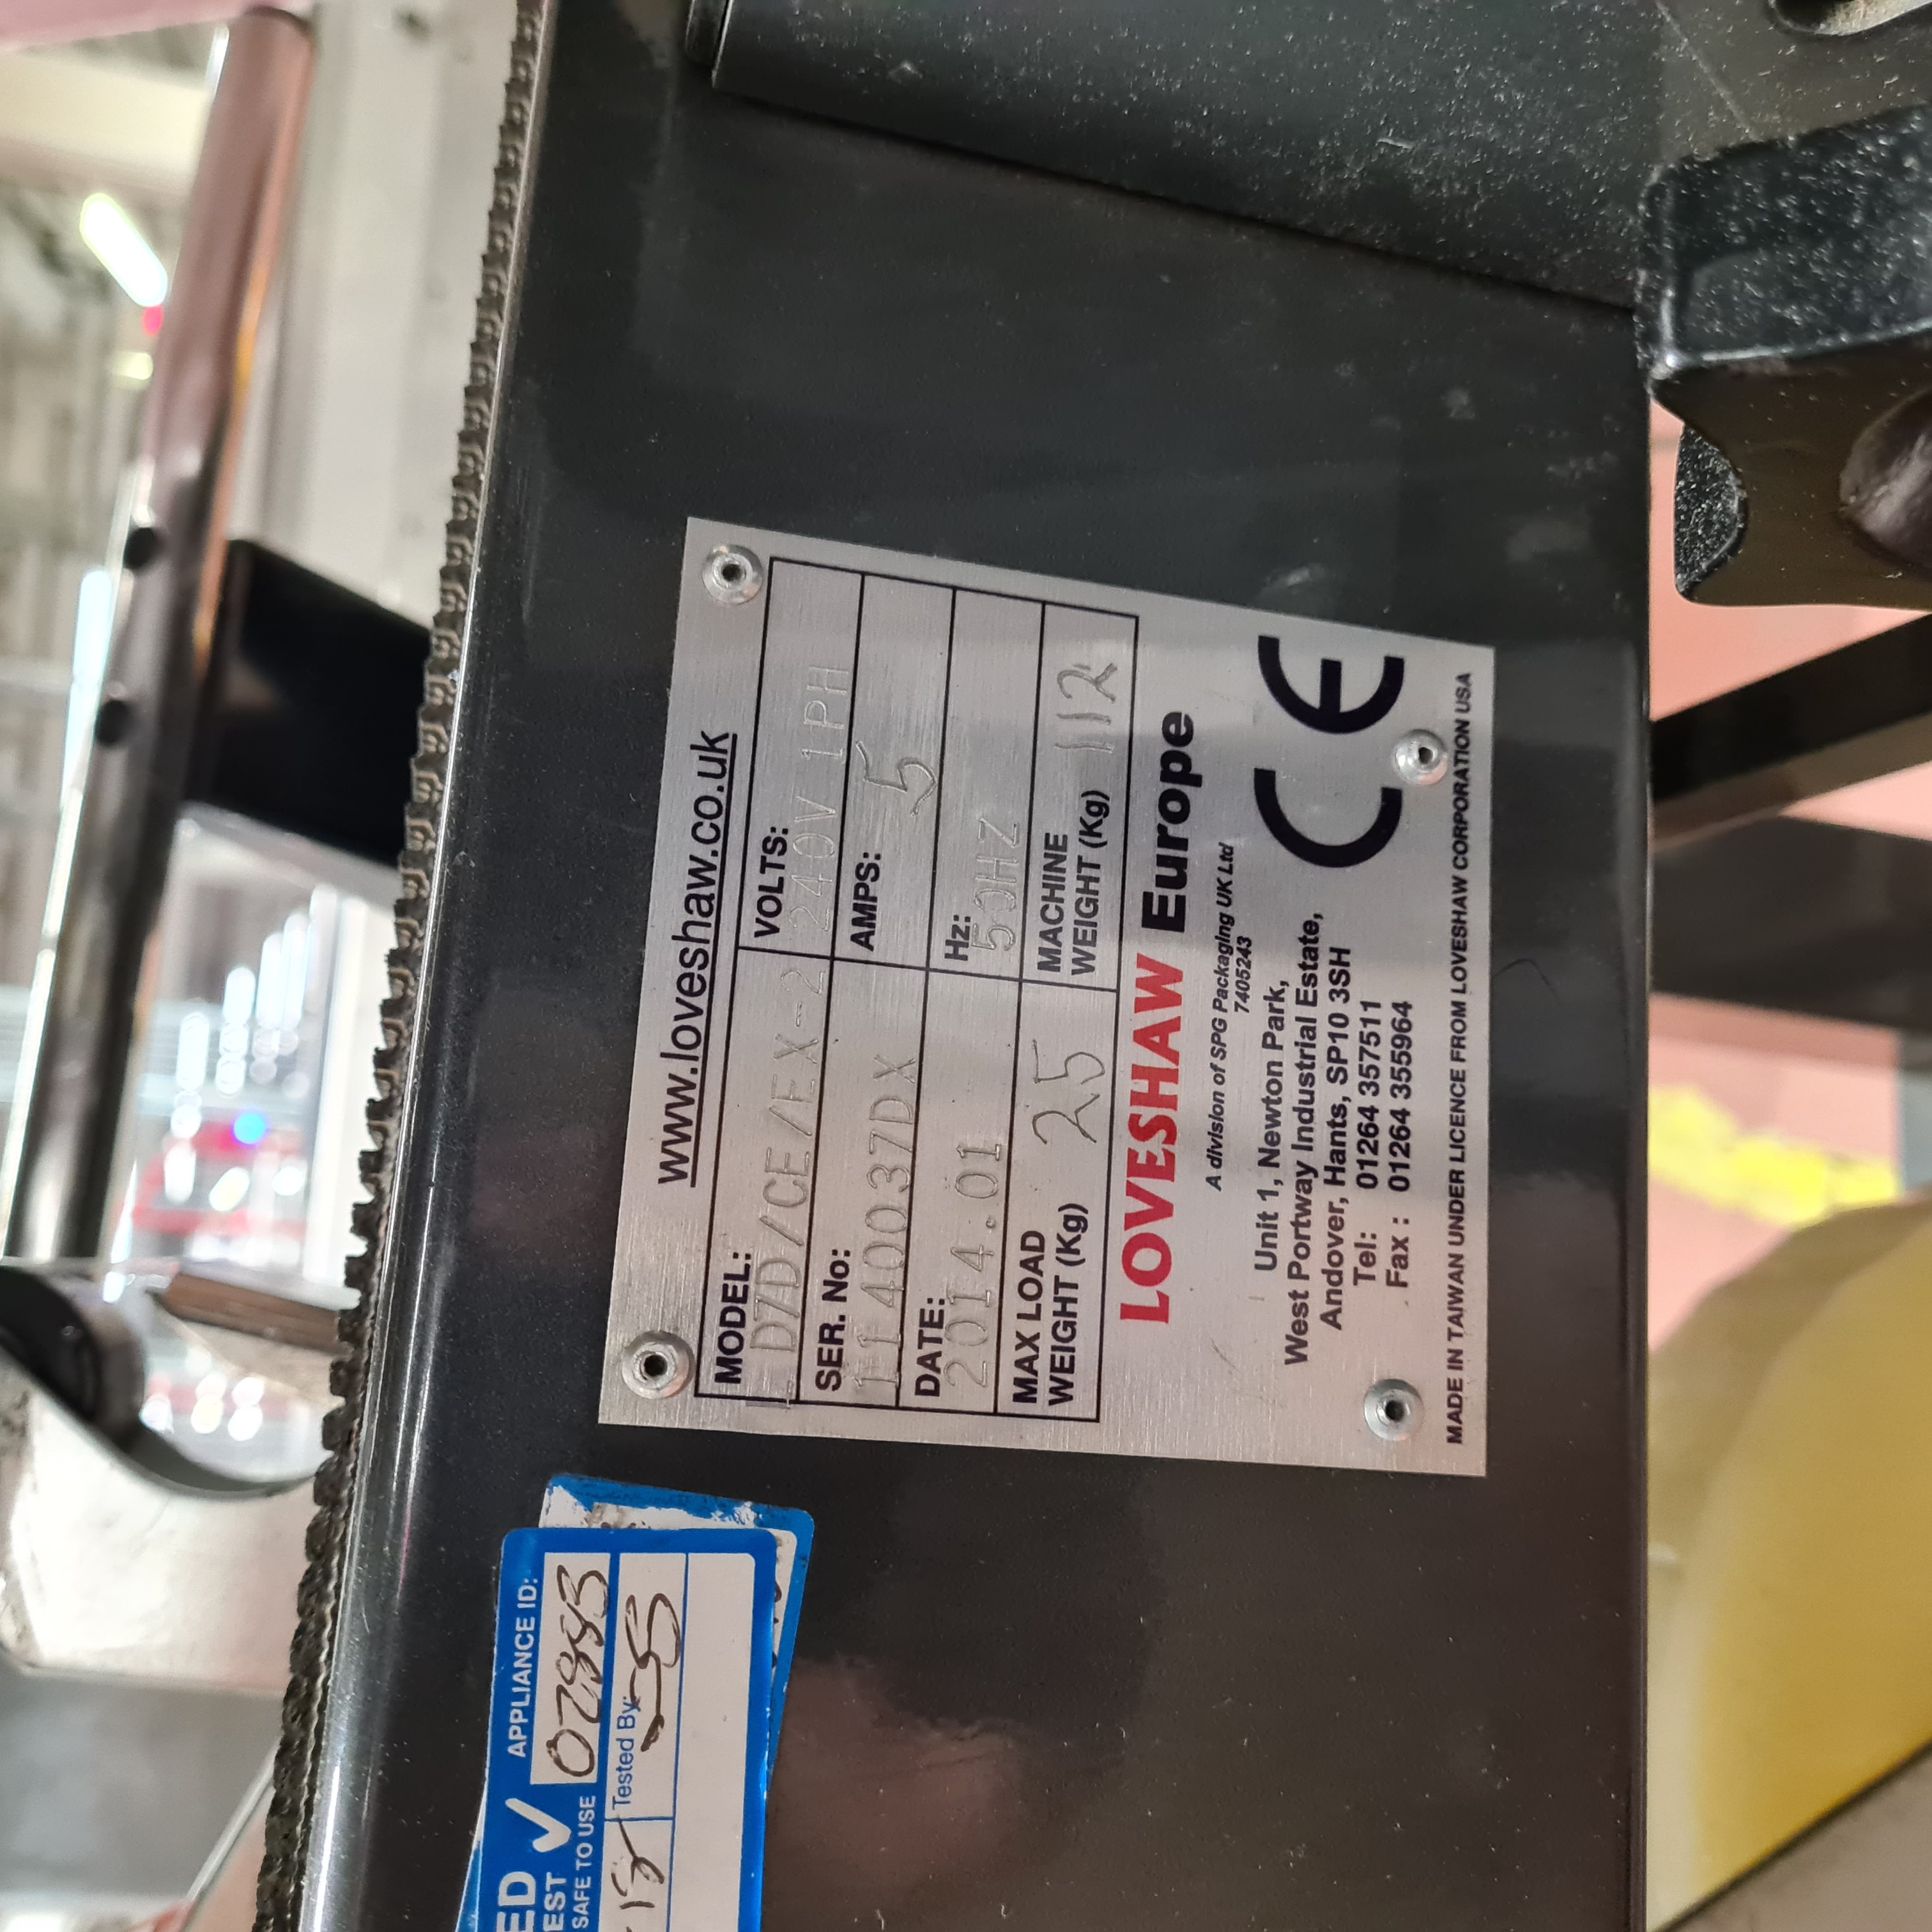 www.loveshaw.co.uk
MODEL:
LD7D/CE/EX-2
VOLTS:
240V 1PH
SER. No:
1140037DX
AMPS: 5
DATE:
2014.01
Hz:
50HZ
MAX LOAD
WEIGHT (Kg) 25
MACHINE
WEIGHT (Kg) 112
LOVESHAW Europe
A division of SPG Packaging UK Ltd
7405243
Unit 1, Newton Park,
West Portway Industrial Estate,
Andover, Hants, SP10 3SH
Tel: 01264 357511
Fax : 01264 355964
CE
MADE IN TAIWAN UNDER LICENCE FROM LOVESHAW CORPORATION USA
APPLIANCE ID:
02883
SAFE TO USE
Tested By: